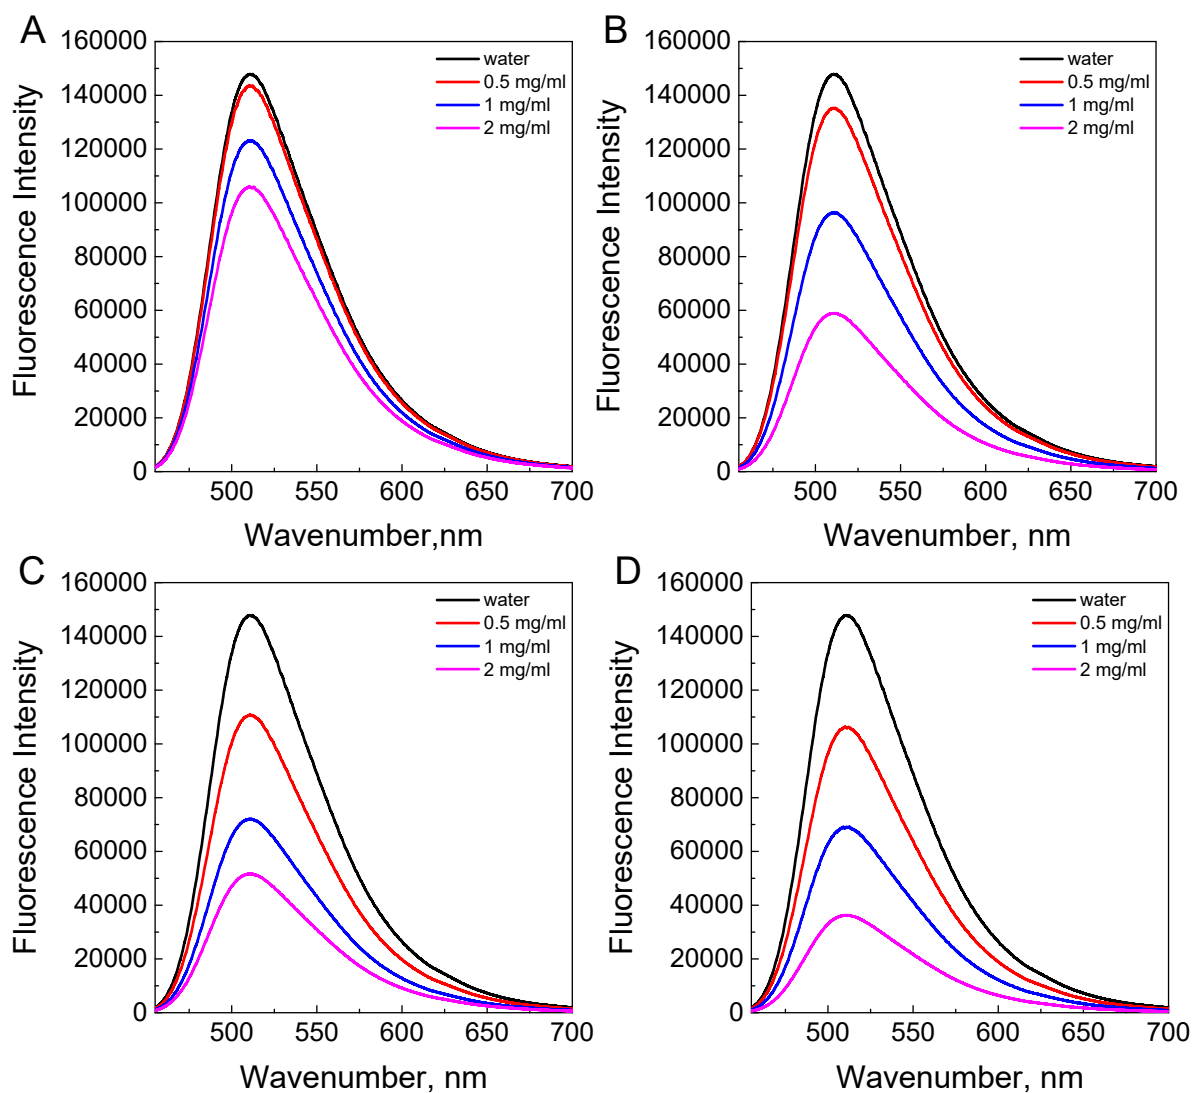 A
Fluorescence Intensity
160000
140000
120000
100000
80000
60000
40000
20000
0
water
0.5 mg/ml
1 mg/ml
2 mg/ml
500 550 600 650 700
Wavenumber,nm
B
Fluorescence Intensity
160000
140000
120000
100000
80000
60000
40000
20000
0
water
0.5 mg/ml
1 mg/ml
2 mg/ml
500 550 600 650 700
Wavenumber, nm
C
Fluorescence Intensity
160000
140000
120000
100000
80000
60000
40000
20000
0
water
0.5 mg/ml
1 mg/ml
2 mg/ml
500 550 600 650 700
Wavenumber, nm
D
Fluorescence Intensity
160000
140000
120000
100000
80000
60000
40000
20000
0
water
0.5 mg/ml
1 mg/ml
2 mg/ml
500 550 600 650 700
Wavenumber, nm